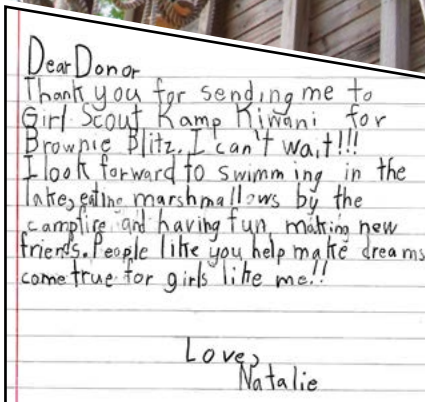 Dear Donor
Thank you for sending me to
Girl Scout Kamp Kiwani for
Brownie Blitz. I can't wait!!!
I look forward to swimming in the
lake, eating marshmallows by the
campfire and having fun making new
friends. People like you help make dreams
come true for girls like me!!
Love,
Natalie